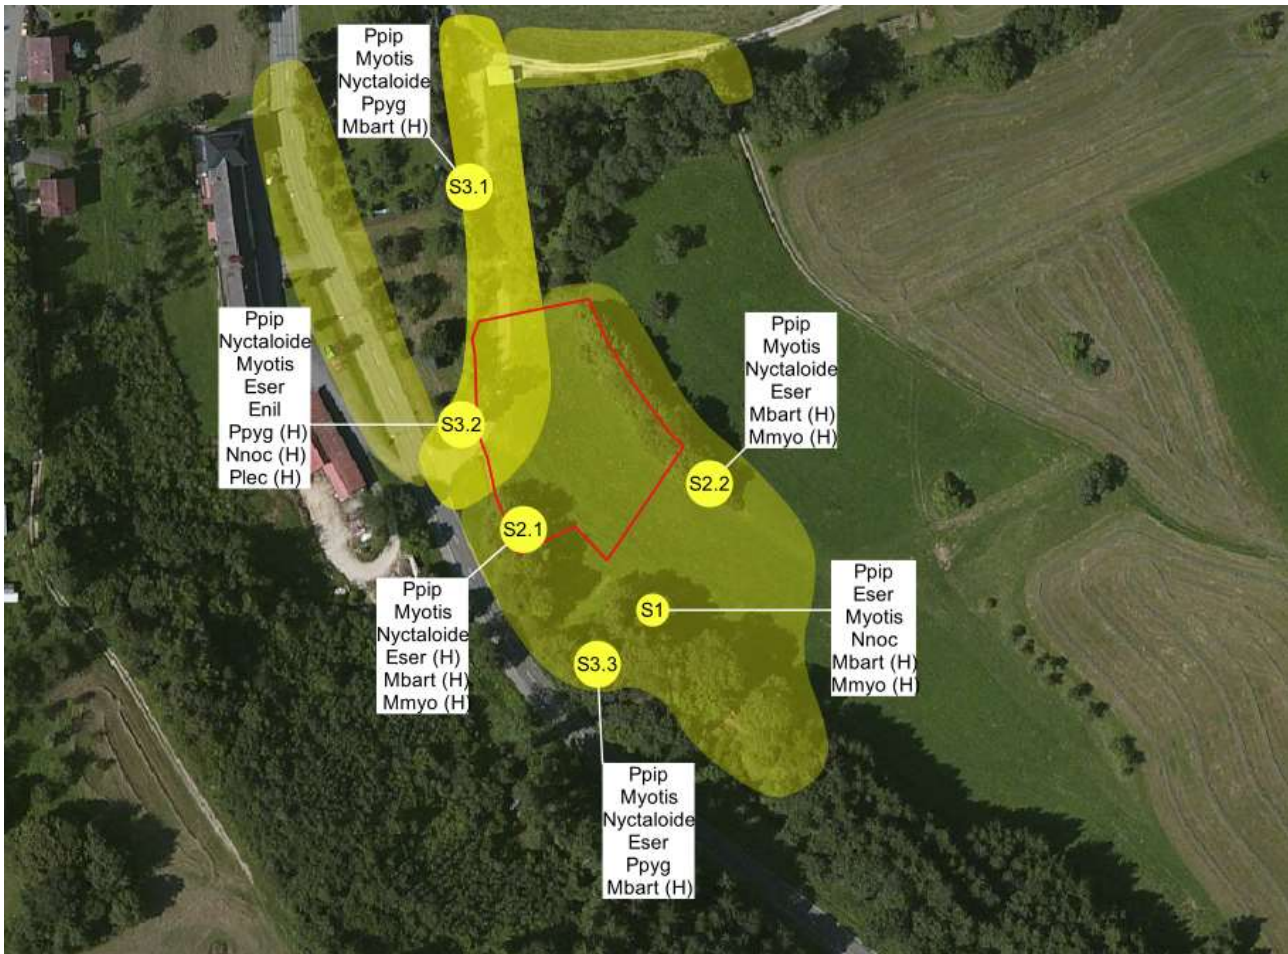 Ppip
Myotis
Nyctaloide
Ppyg
Mbart (H)
S3.1
Ppip
Nyctaloide
Myotis
Eser
Enil
Ppyg (H)
Nnoc (H)
Plec (H)
S3.2
Ppip
Myotis
Nyctaloide
Eser
Mbart (H)
Mmyo (H)
S2.2
S2.1
Ppip
Myotis
Nyctaloide
Eser (H)
Mbart (H)
Mmyo (H)
S1
Ppip
Eser
Myotis
Nnoc
Mbart (H)
Mmyo (H)
S3.3
Ppip
Myotis
Nyctaloide
Eser
Ppyg
Mbart (H)